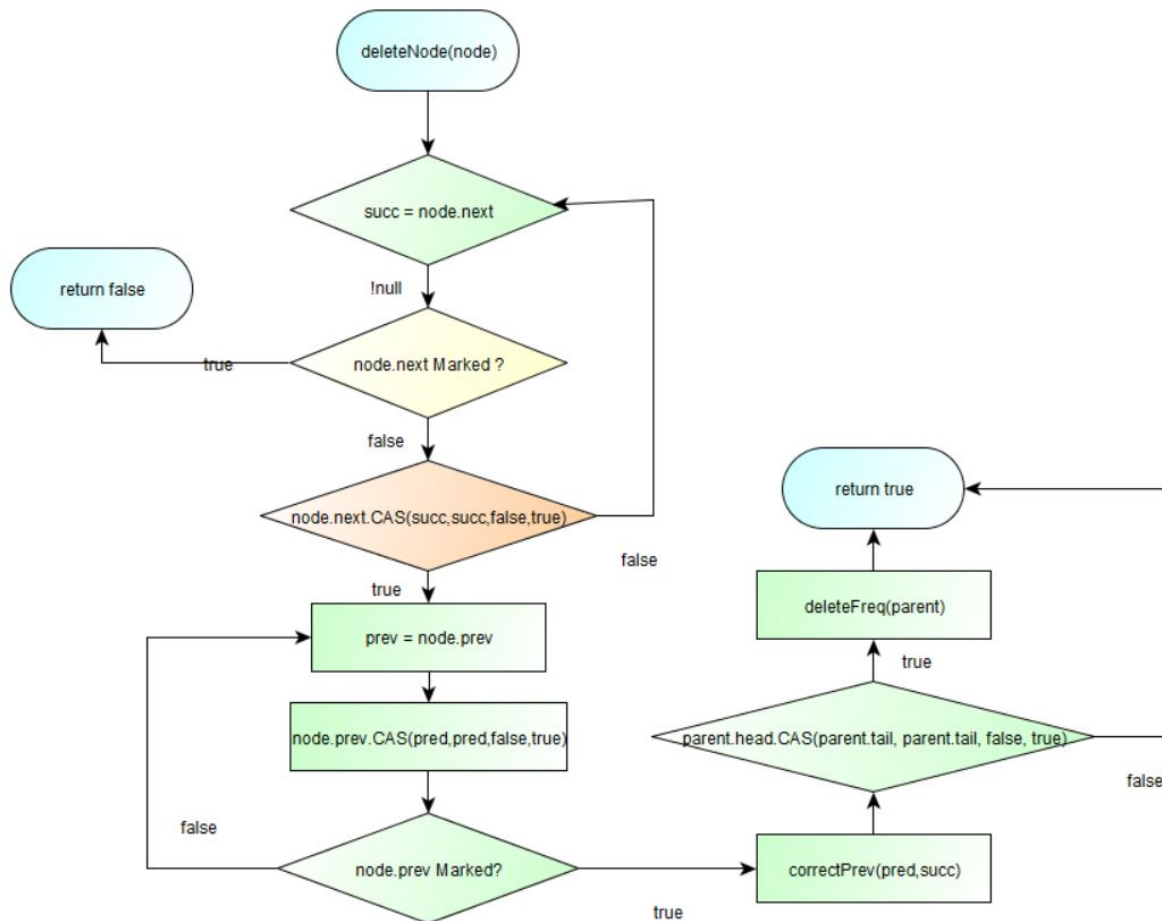 deleteNode(node)
succ = node.next
!null
return false
true
node.next Marked ?
false
node.next.CAS(succ,succ,false,true)
false
true
prev = node.prev
node.prev.CAS(pred,pred,false,true)
false
node.prev Marked?
true
correctPrev(pred,succ)
parent.head.CAS(parent.tail, parent.tail, false, true)
false
true
deleteFreq(parent)
return true